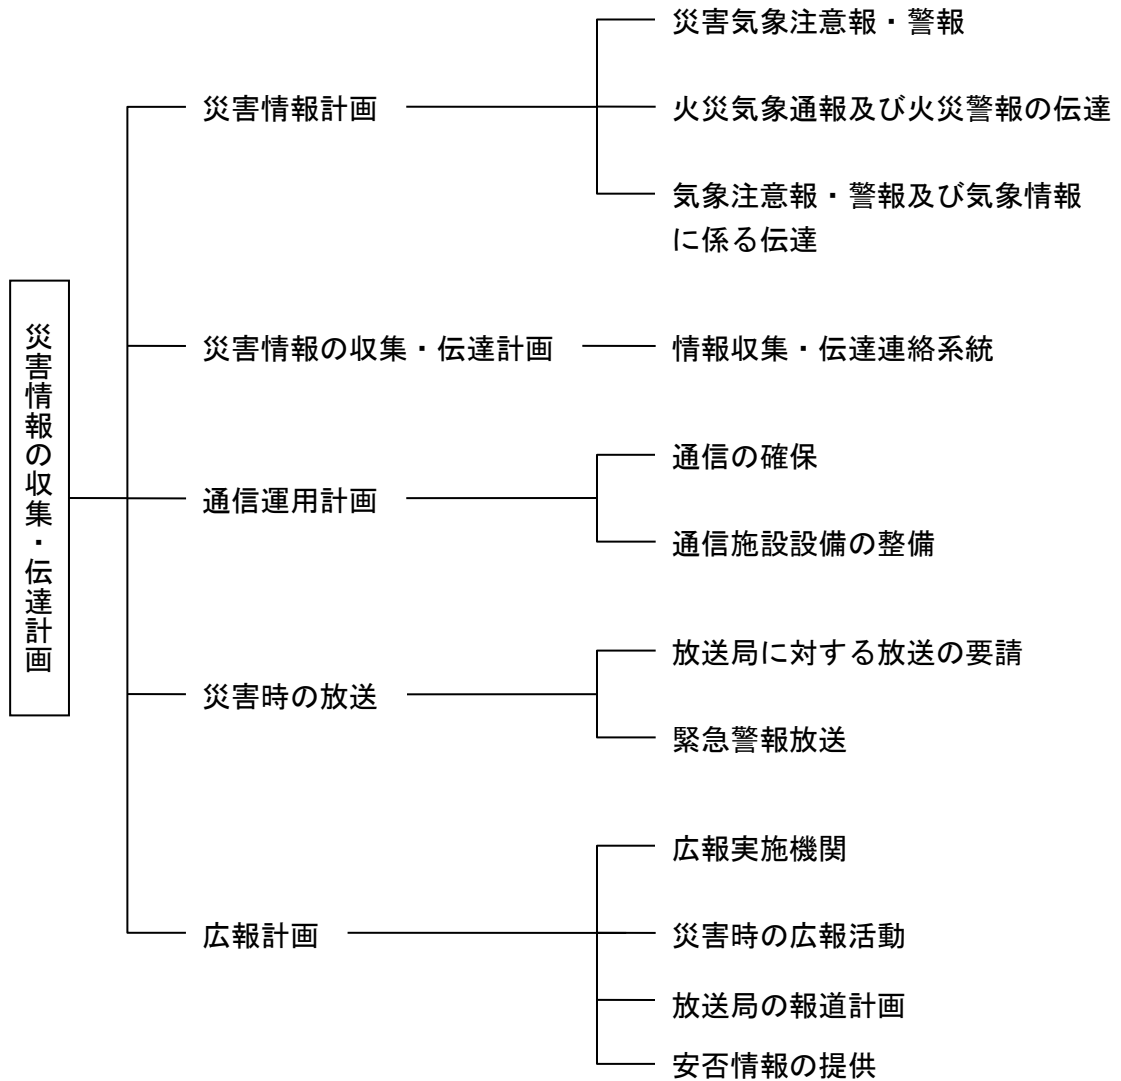 災害情報の収集・伝達計画
災害情報計画
災害気象注意報・警報
火災気象通報及び火災警報の伝達
気象注意報・警報及び気象情報
に係る伝達
災害情報の収集・伝達計画
情報収集・伝達連絡系統
通信運用計画
通信の確保
通信施設設備の整備
災害時の放送
放送局に対する放送の要請
緊急警報放送
広報計画
広報実施機関
災害時の広報活動
放送局の報道計画
安否情報の提供